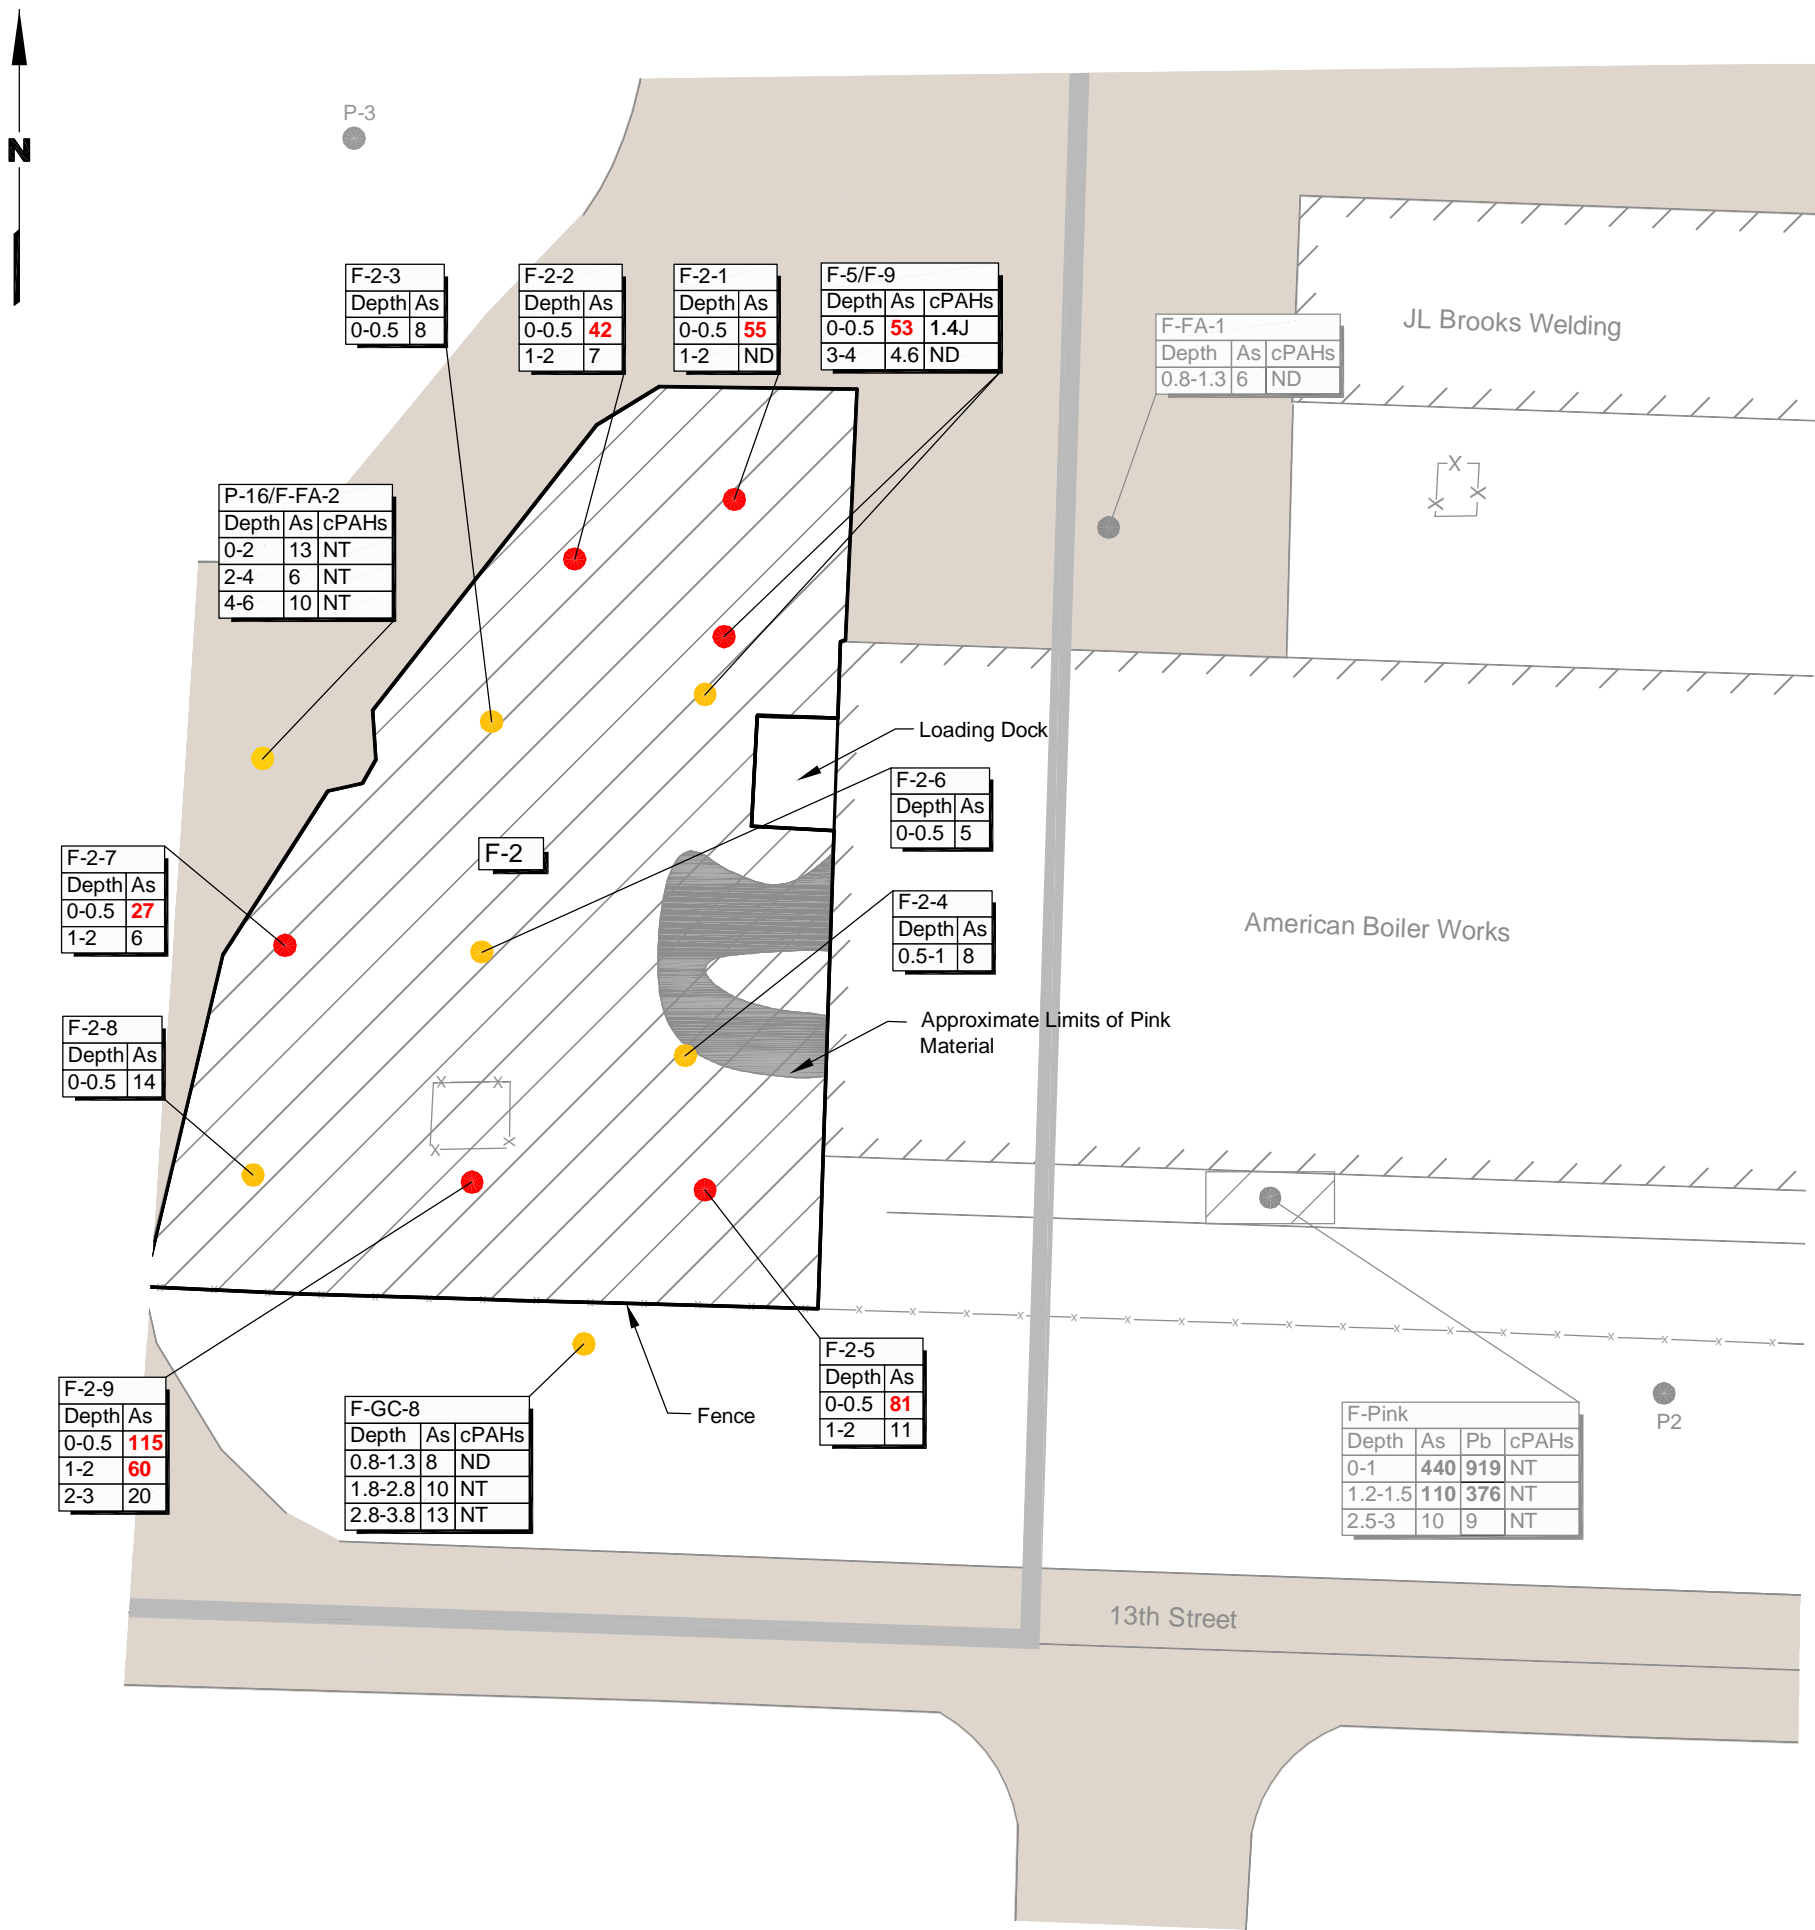 P-3
N
F-2-3
Depth As
0-0.5 8
F-2-2
Depth As
0-0.5 42
1-2 7
F-2-1
Depth As
0-0.5 55
1-2 ND
F-5/F-9
Depth As cPAHs
0-0.5 53 1.4J
3-4 4.6 ND
F-FA-1
Depth As cPAHs
0.8-1.3 6 ND
JL Brooks Welding
P-16/F-FA-2
Depth As cPAHs
0-2 13 NT
2-4 6 NT
4-6 10 NT
Loading Dock
F-2-6
Depth As
0-0.5 5
F-2
F-2-7
Depth As
0-0.5 27
1-2 6
F-2-4
Depth As
0.5-1 8
American Boiler Works
F-2-8
Depth As
0-0.5 14
Approximate Limits of Pink
Material
F-2-9
Depth As
0-0.5 115
1-2 60
2-3 20
F-GC-8
Depth As cPAHs
0.8-1.3 8 ND
1.8-2.8 10 NT
2.8-3.8 13 NT
Fence
F-2-5
Depth As
0-0.5 81
1-2 11
F-Pink
Depth As Pb cPAHs
0-1 440 919 NT
1.2-1.5 110 376 NT
2.5-3 10 9 NT
P2
13th Street